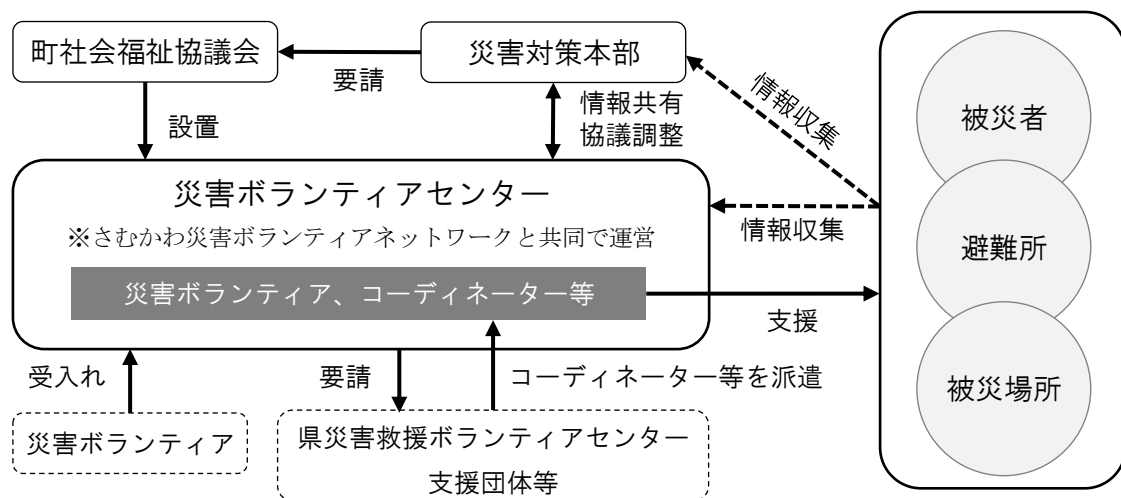 町社会福祉協議会
災害対策本部
要請
設置
情報共有
協議調整
情報収集
情報収集
被災者
避難所
被災場所
災害ボランティアセンター
※さむかわ災害ボランティアネットワークと共同で運営
災害ボランティア、コーディネーター等
支援
受入れ
要請
コーディネーター等を派遣
災害ボランティア
県災害救援ボランティアセンター
支援団体等